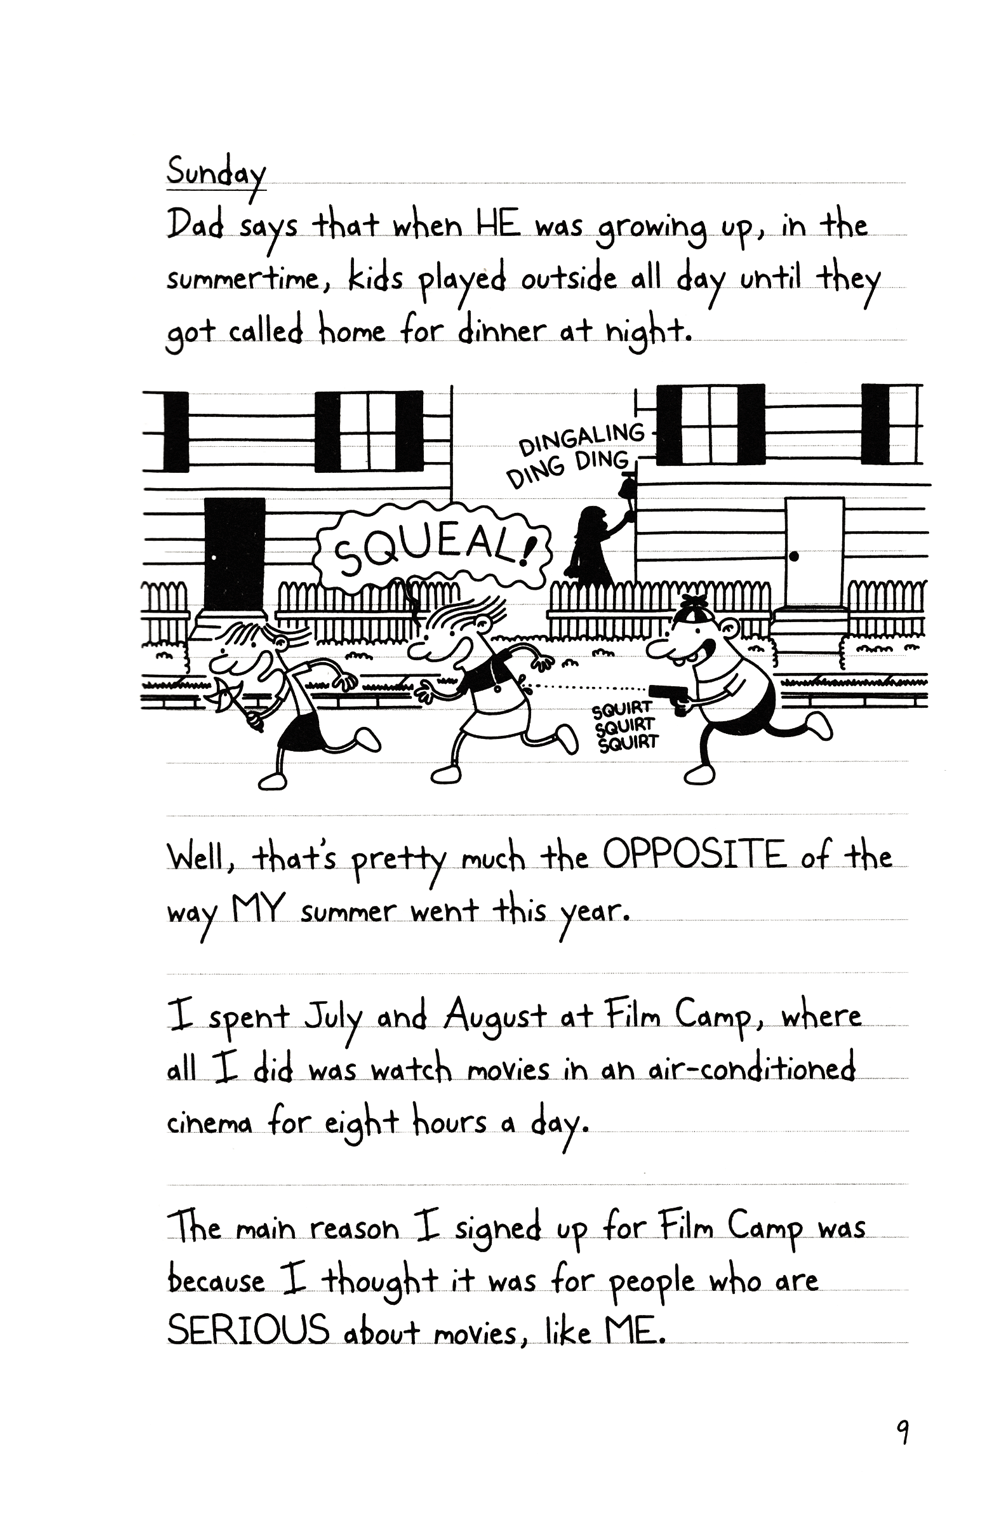 Sunday
Dad says that when HE was growing up, in the
summertime, kids played outside all day until they
got called home for dinner at night.
DINGALING
DING DING
SQUEAL!
SQUIRT
SQUIRT
SQUIRT
Well, that's pretty much the OPPOSITE of the
way MY summer went this year.
I spent July and August at Film Camp, where
all I did was watch movies in an air-conditioned
cinema for eight hours a day.
The main reason I signed up for Film Camp was
because I thought it was for people who are
SERIOUS about movies, like ME.
9